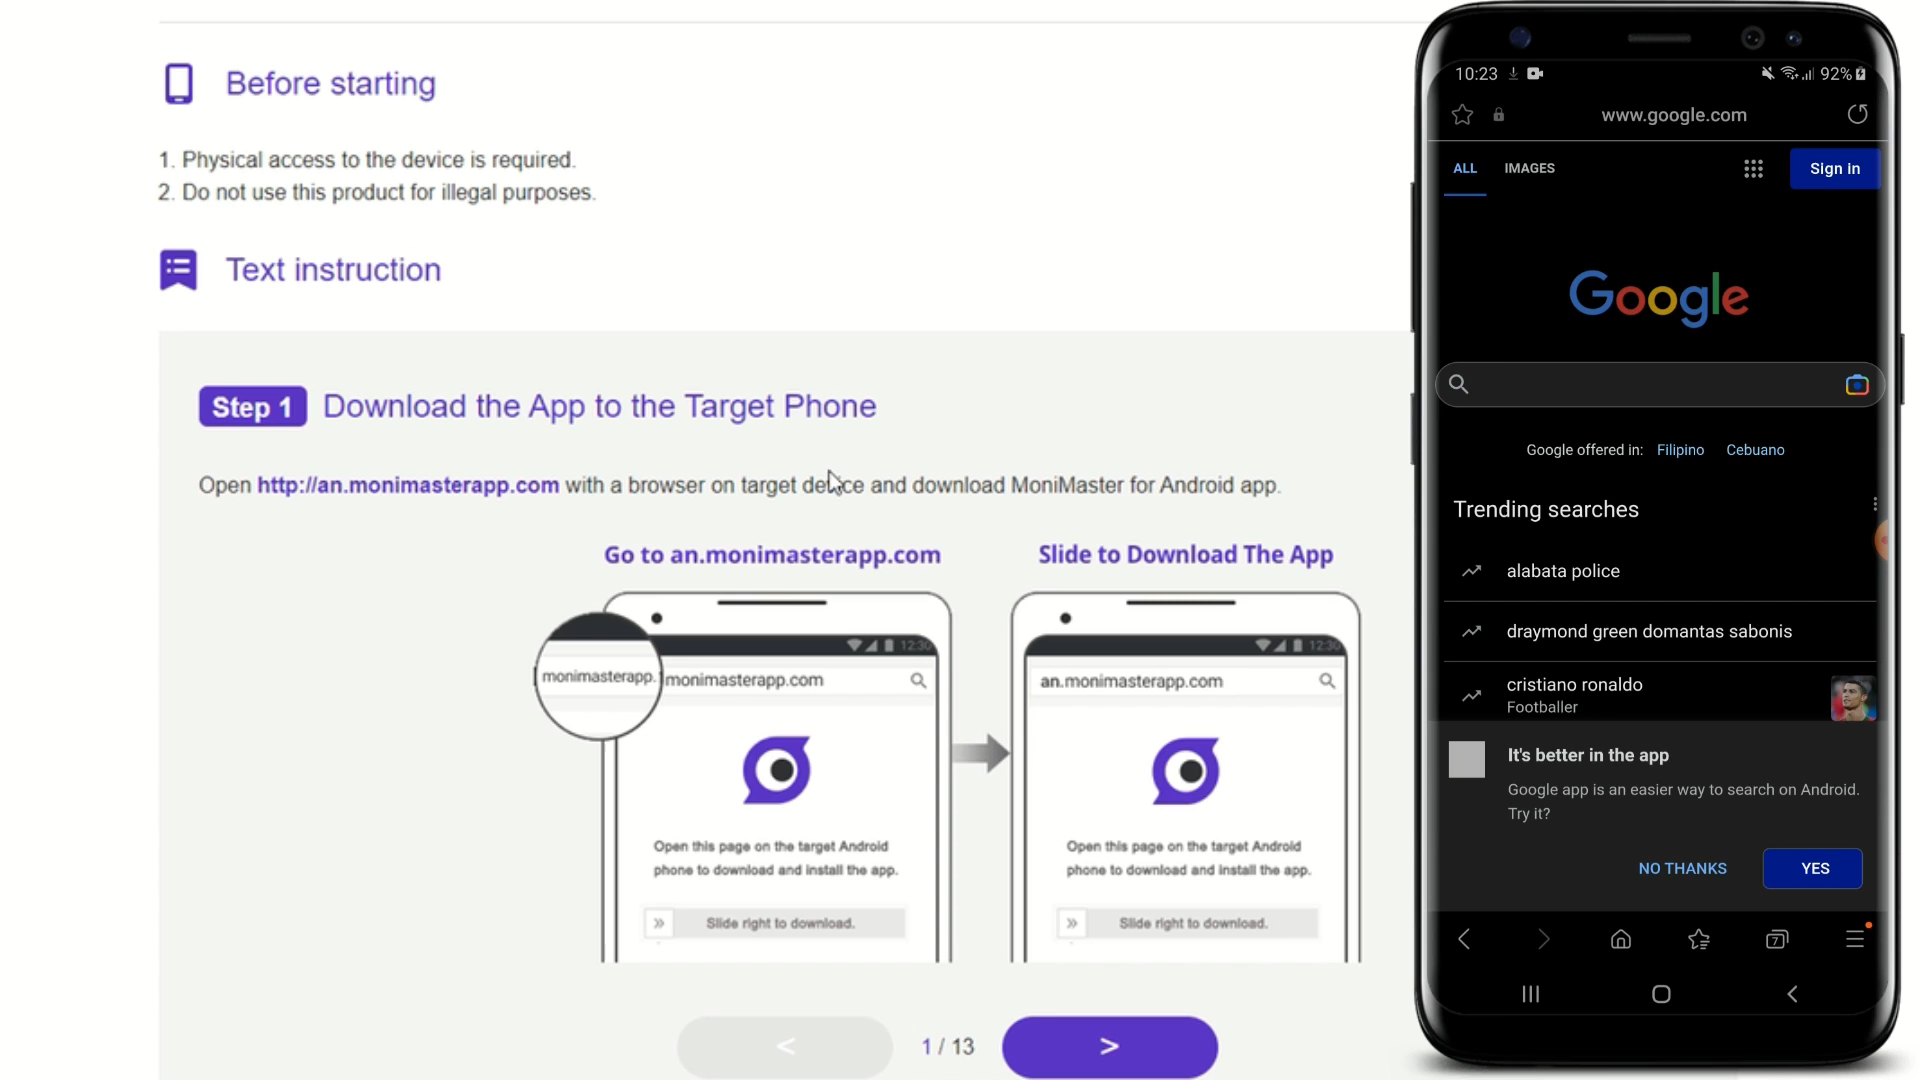 Before starting
1. Physical access to the device is required.
2. Do not use this product for illegal purposes.
Text instruction
Step 1 Download the App to the Target Phone
Open http://an.monimasterapp.com with a browser on target device and download MoniMaster for Android app.
Go to an.monimasterapp.com
Slide to Download The App
12:30
monimasterapp.
monimasterapp.com
Open this page on the target Android
phone to download and install the app.
» Slide right to download.
12:30
an.monimasterapp.com
Open this page on the target Android
phone to download and install the app.
» Slide right to download.
< 1 / 13 >
10:23 92%
www.google.com
ALL IMAGES Sign in
Google
Google offered in: Filipino Cebuano
Trending searches
alabata police
draymond green domantas sabonis
cristiano ronaldo
Footballer
It's better in the app
Google app is an easier way to search on Android.
Try it?
NO THANKS YES
7